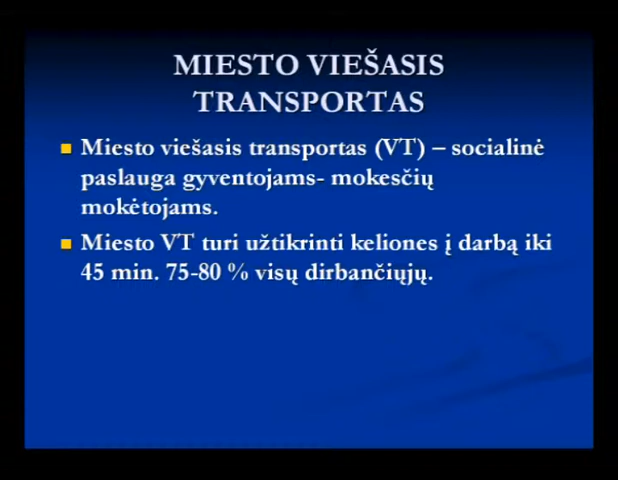 MIESTO VIEŠASIS
TRANSPORTAS
Miesto viešasis transportas (VT) – socialinė
paslauga gyventojams- mokesčių
mokėtojams.
Miesto VT turi užtikrinti keliones į darbą iki
45 min. 75-80 % visų dirbančiųjų.